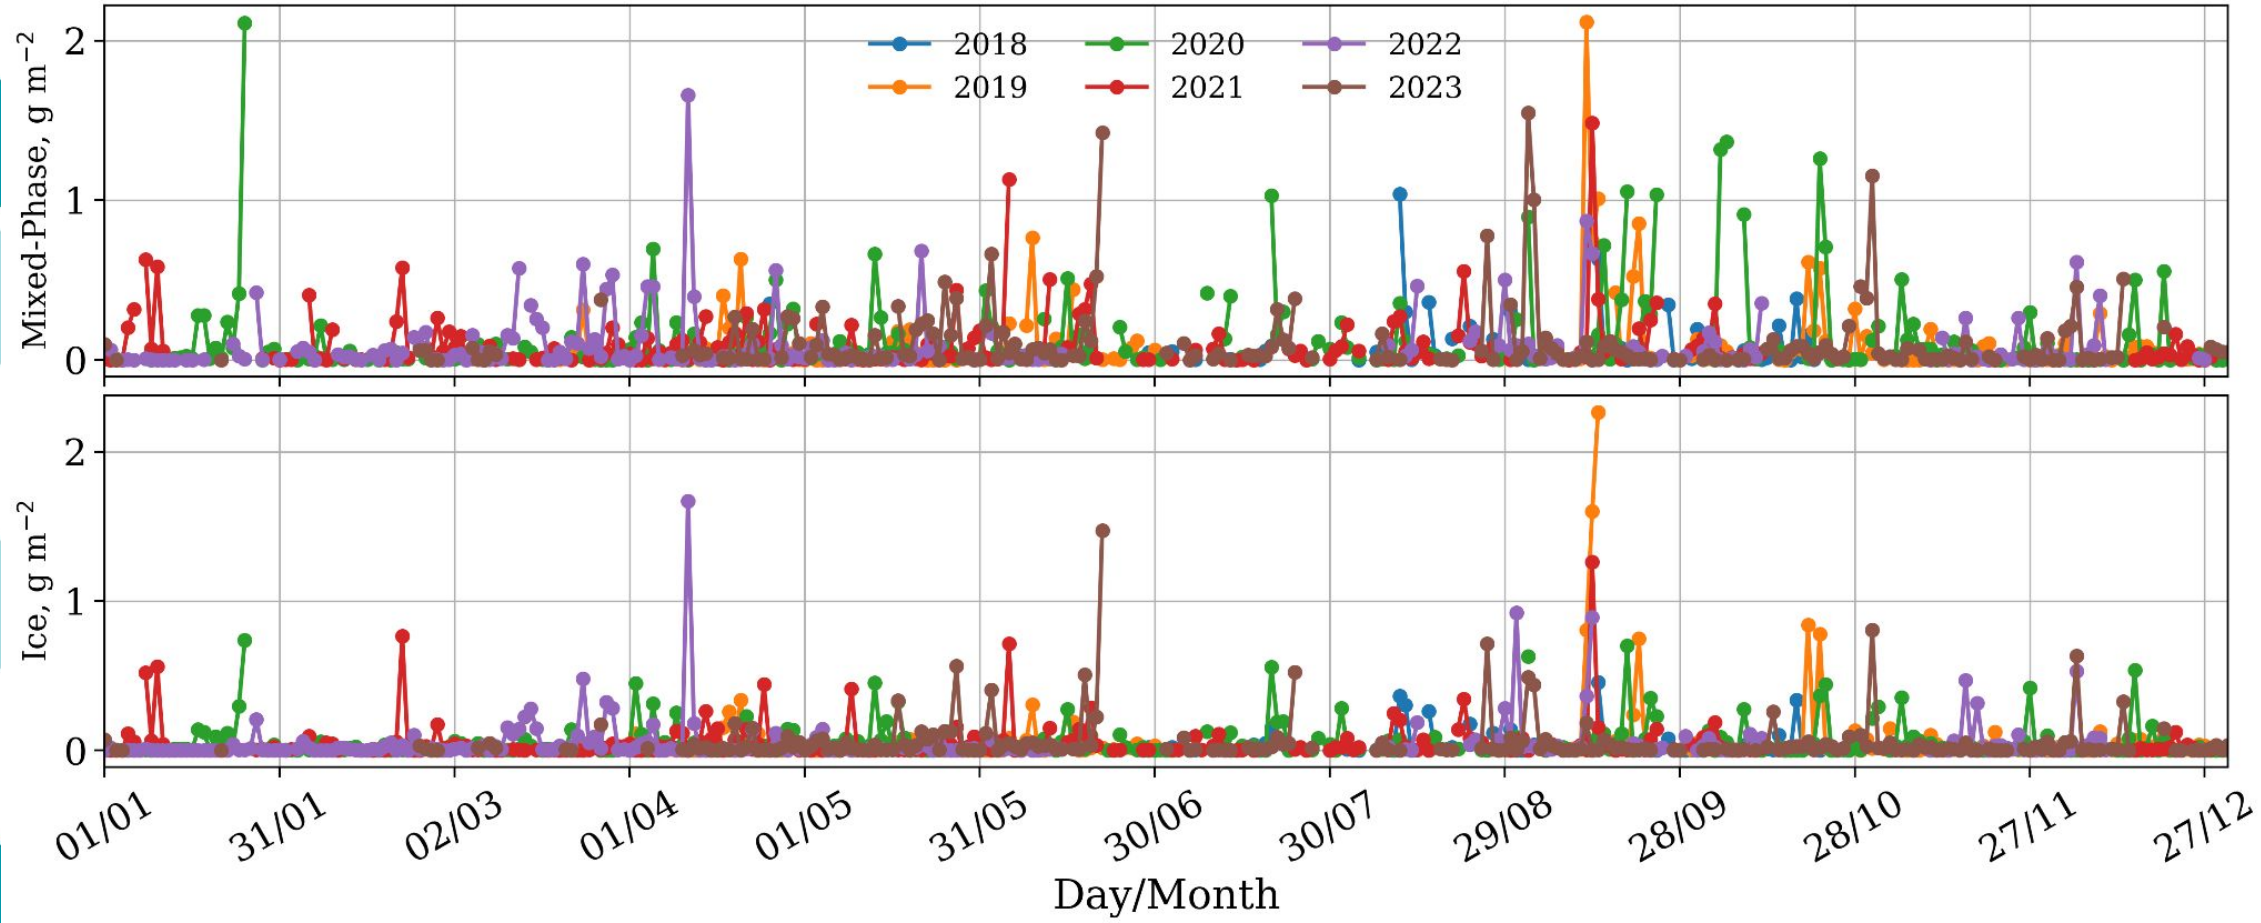 Mixed-Phase, g m⁻²
2
1
0
2018 2020 2022
2019 2021 2023
Ice, g m⁻²
2
1
0
01/01 31/01 02/03 01/04 01/05 31/05 30/06 30/07 29/08 28/09 28/10 27/11 27/12
Day/Month